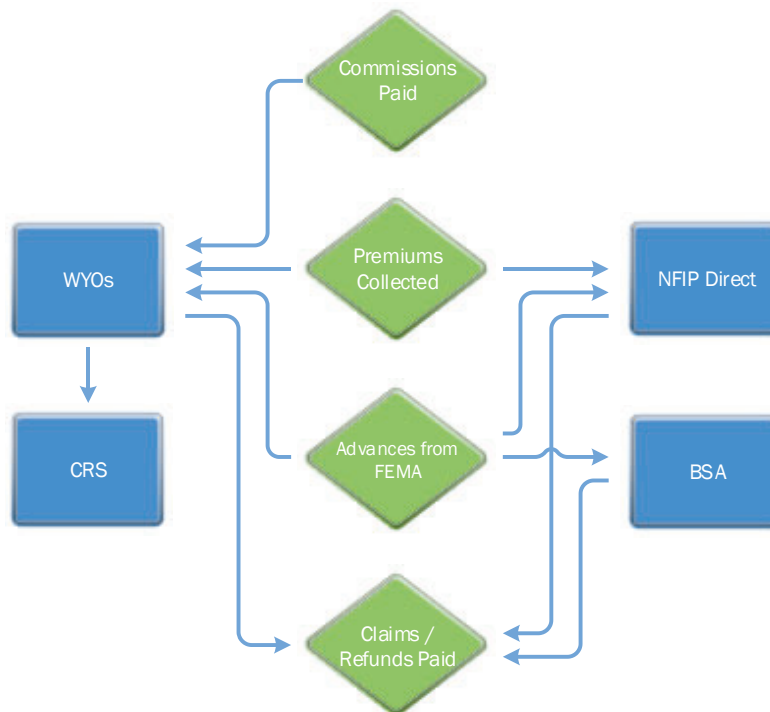 Commissions
Paid
WYOs
Premiums
Collected
NFIP Direct
CRS
Advances from
FEMA
BSA
Claims /
Refunds Paid